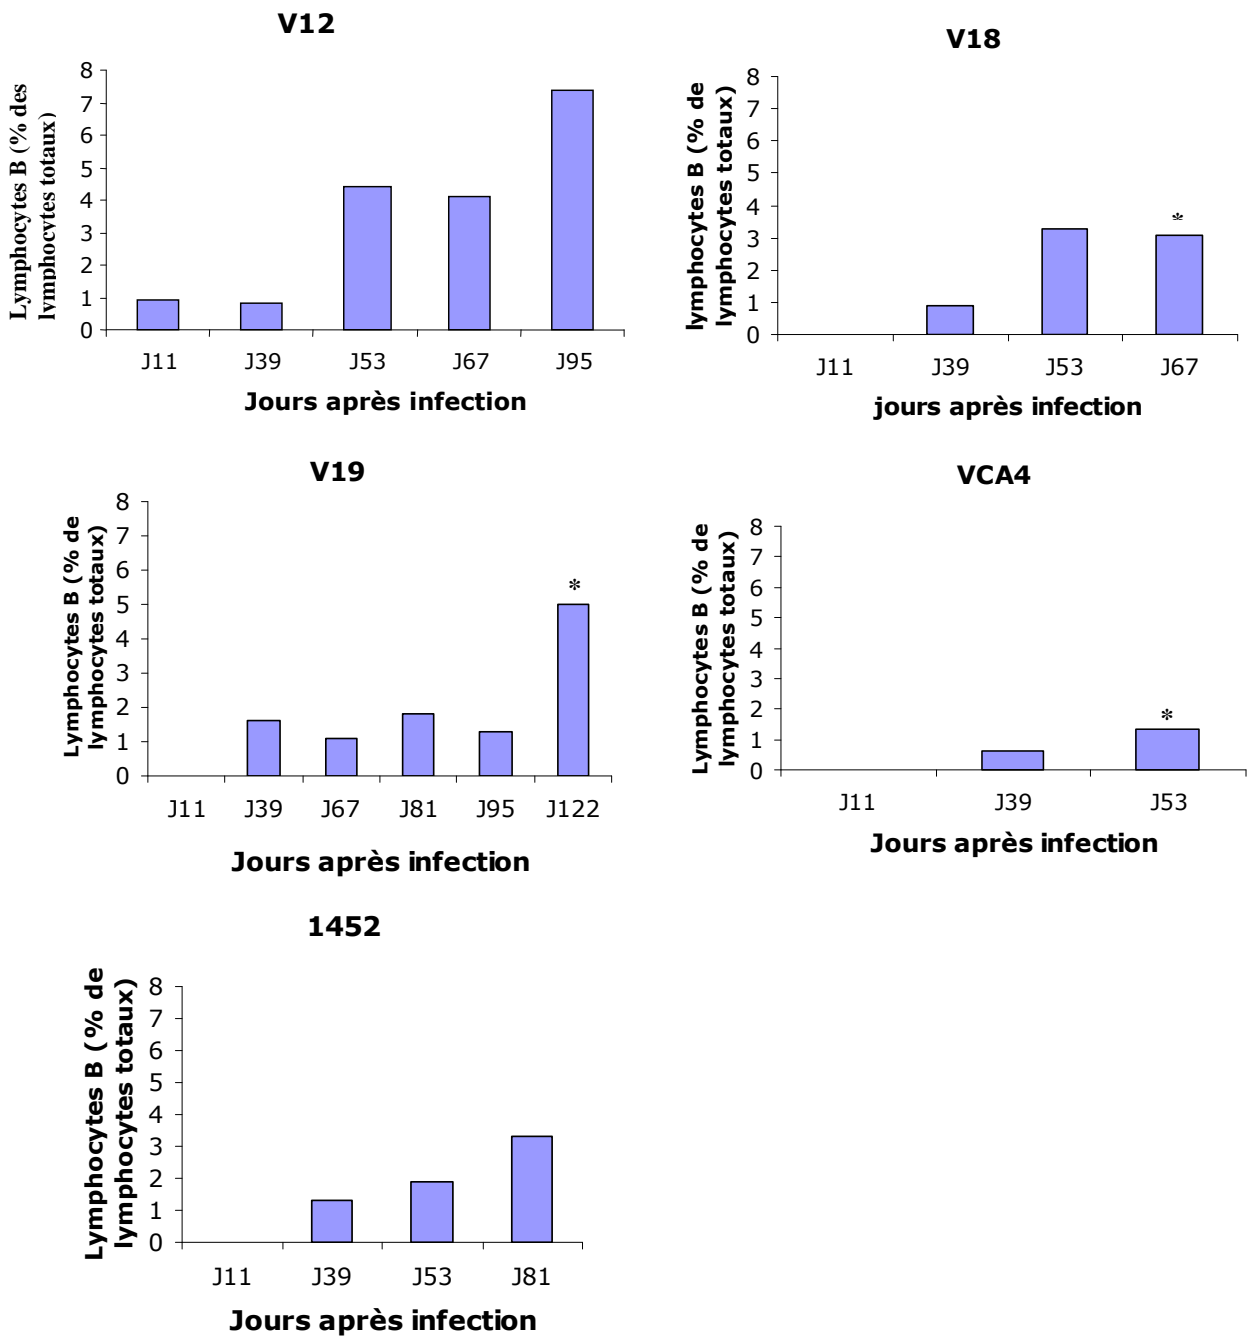 V12
Lymphocytes B (% des
lymphocytes totaux)
8
7
6
5
4
3
2
1
0
J11 J39 J53 J67 J95
Jours après infection
V18
lymphocytes B (% de
lymphocytes totaux)
8
7
6
5
4
3
2
1
0
*
J11 J39 J53 J67
jours après infection
V19
Lymphocytes B (% de
lymphocytes totaux)
8
7
6
5
4
3
2
1
0
*
J11 J39 J67 J81 J95 J122
Jours après infection
VCA4
Lymphocytes B (% de
lymphocytes totaux)
8
7
6
5
4
3
2
1
0
*
J11 J39 J53
Jours après infection
1452
Lymphocytes B (% de
lymphocytes totaux)
8
7
6
5
4
3
2
1
0
J11 J39 J53 J81
Jours après infection